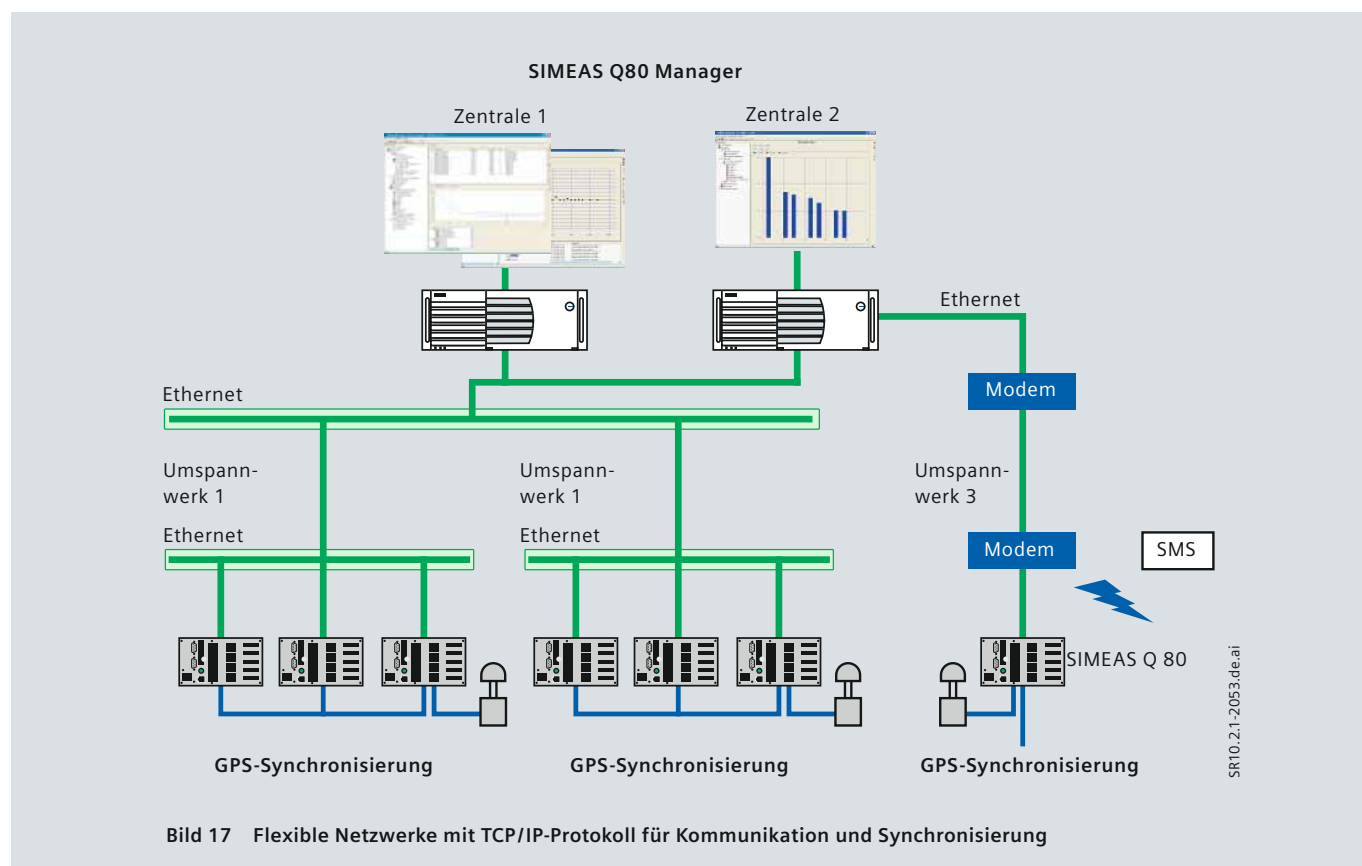 SIMEAS Q80 Manager
Zentrale 1
Zentrale 2
Ethernet
Modem
Ethernet
Umspann-
werk 1
Umspann-
werk 1
Umspann-
werk 3
Ethernet
Ethernet
Modem
SMS
SIMEAS Q 80
GPS-Synchronisierung
GPS-Synchronisierung
GPS-Synchronisierung
SR10.2.1-2053.de.ai
Bild 17 Flexible Netzwerke mit TCP/IP-Protokoll für Kommunikation und Synchronisierung